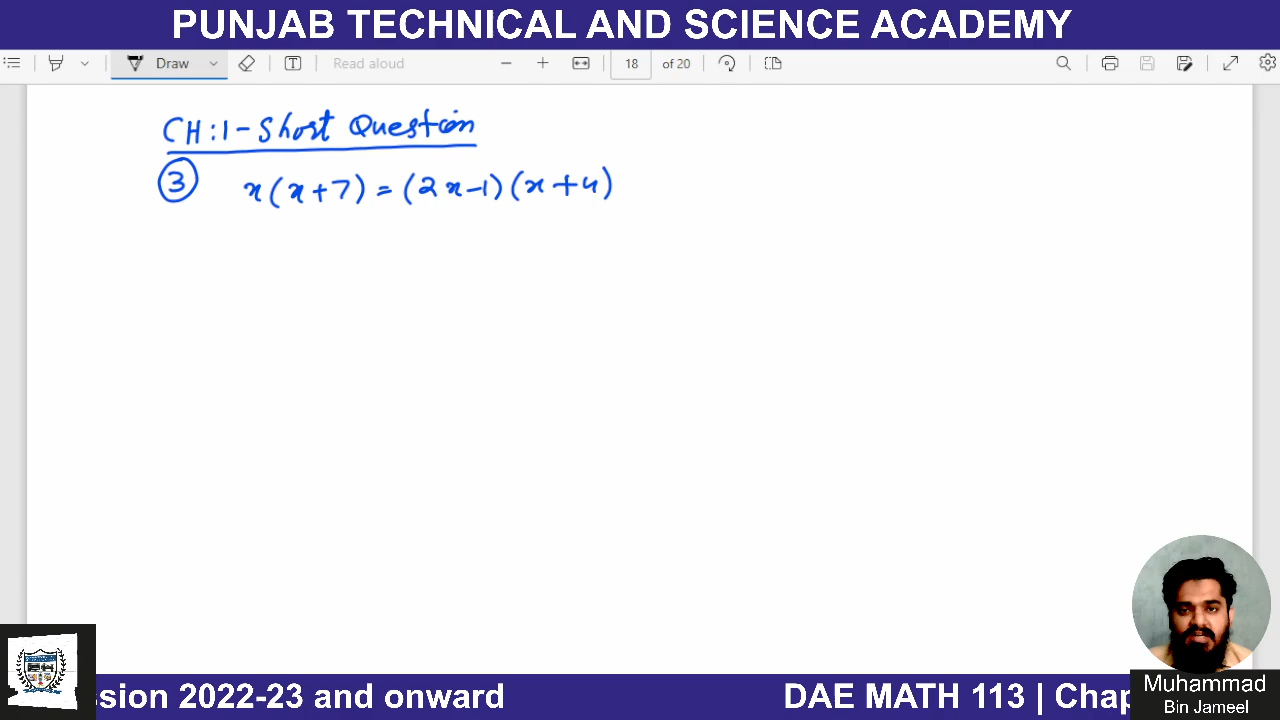 PUNJAB TECHNICAL AND SCIENCE ACADEMY
Draw
Read aloud
18 of 20
CH:1-Short Question
3 x(x+7)=(2x-1)(x+4)
ssion 2022-23 and onward
DAE MATH 113 | Chap
Muhammad
Bin Jameel